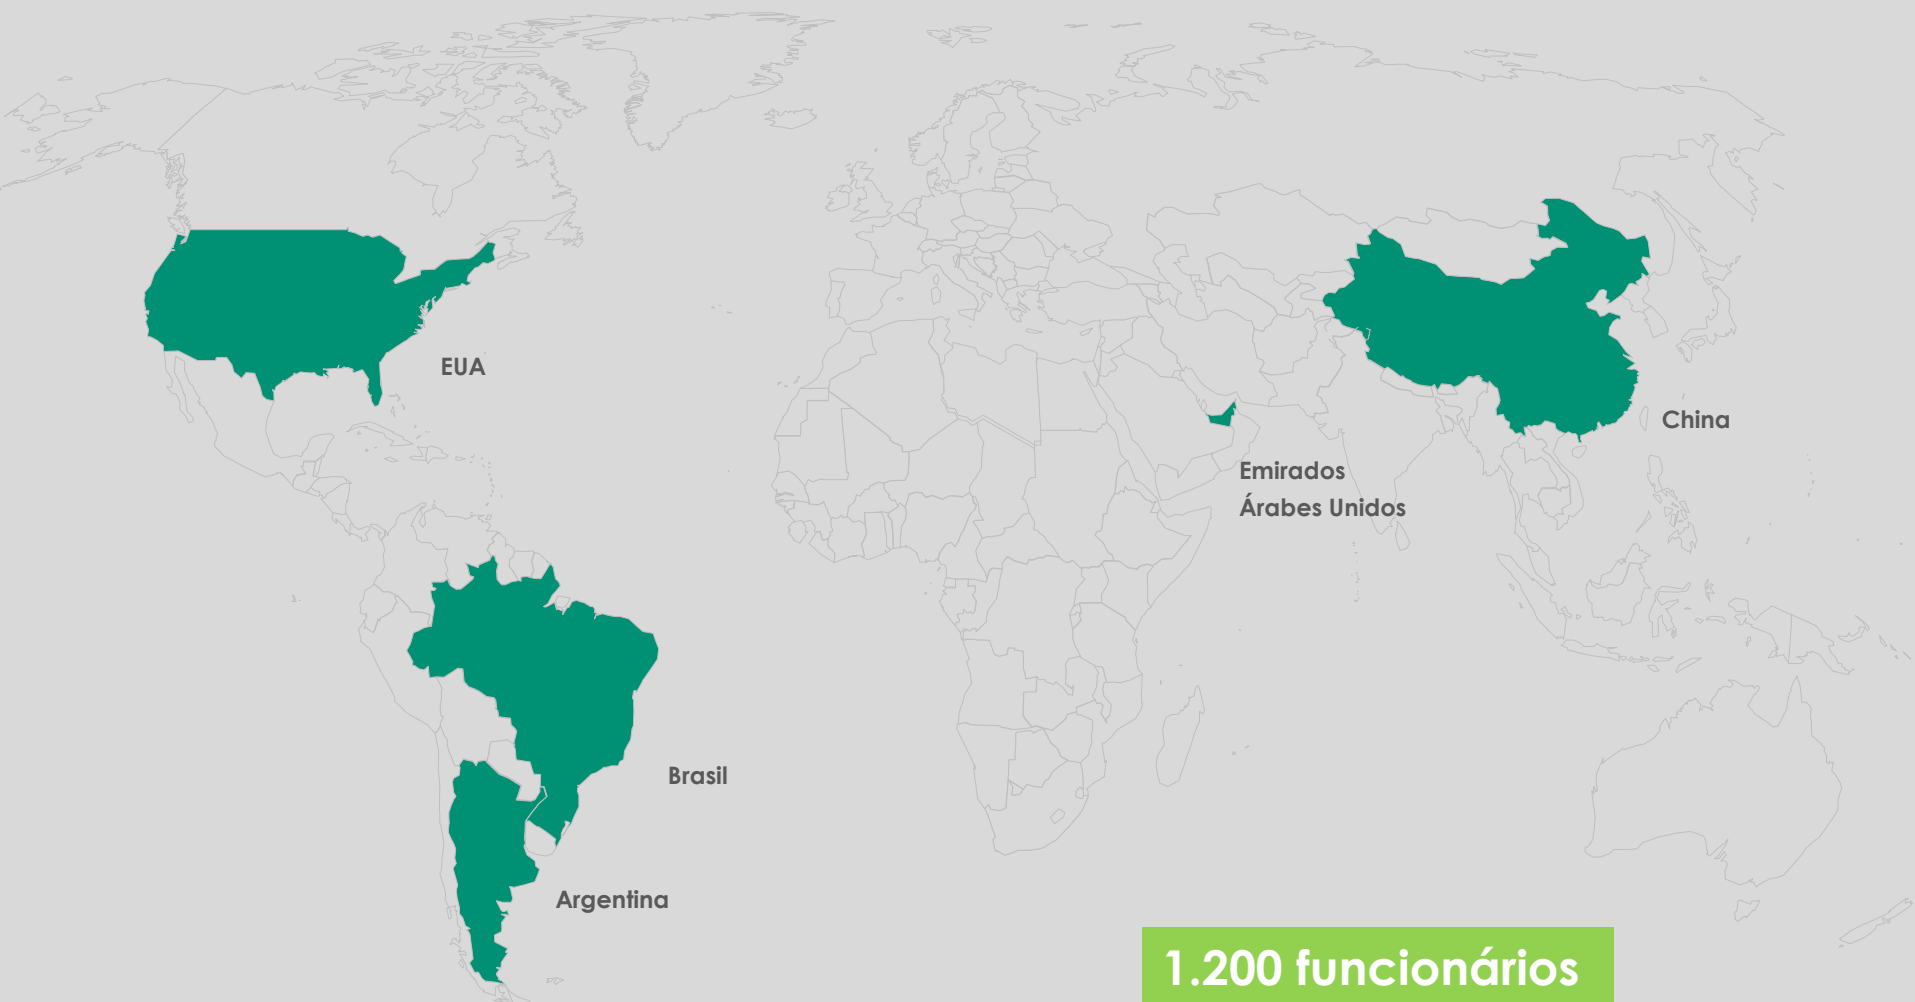 EUA
China
Emirados
Árabes Unidos
Brasil
Argentina
1.200 funcionários